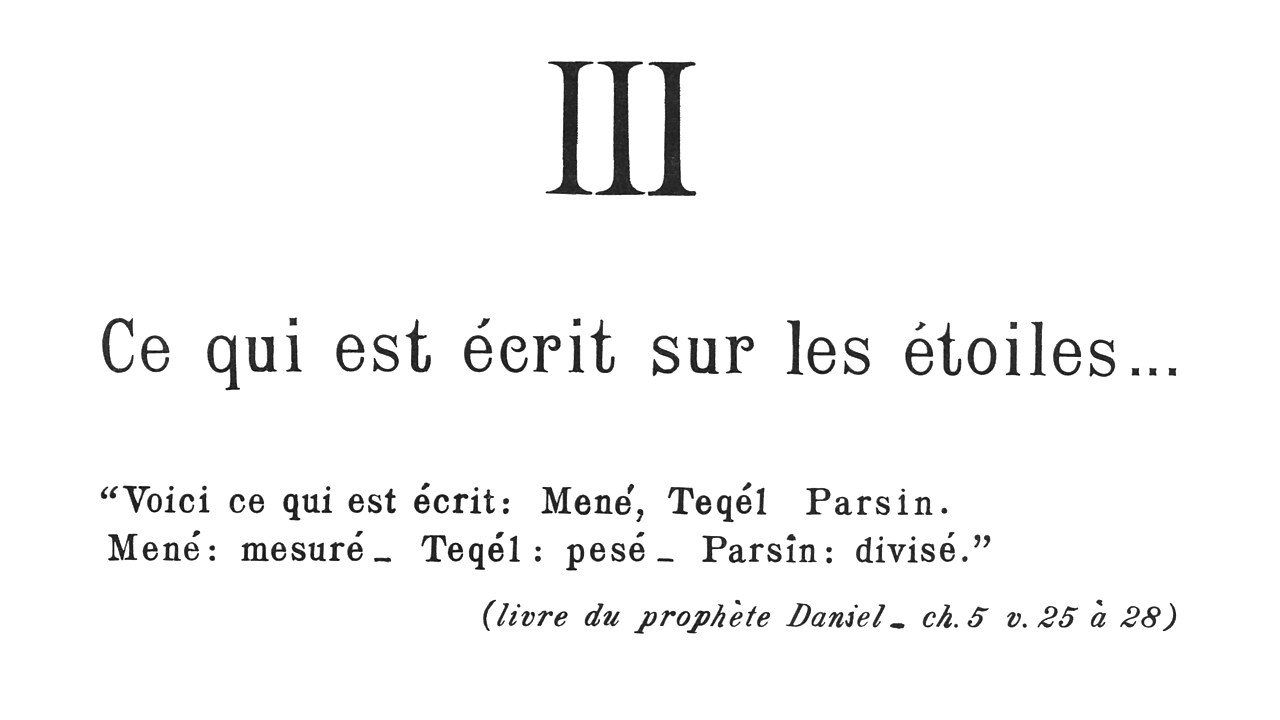 III
Ce qui est écrit sur les étoiles...
“Voici ce qui est écrit: Mené, Teqél Parsin.
Mené: mesuré_ Teqél: pesé_ Parsîn: divisé.”
(livre du prophète Daniel_ ch. 5 v. 25 à 28)